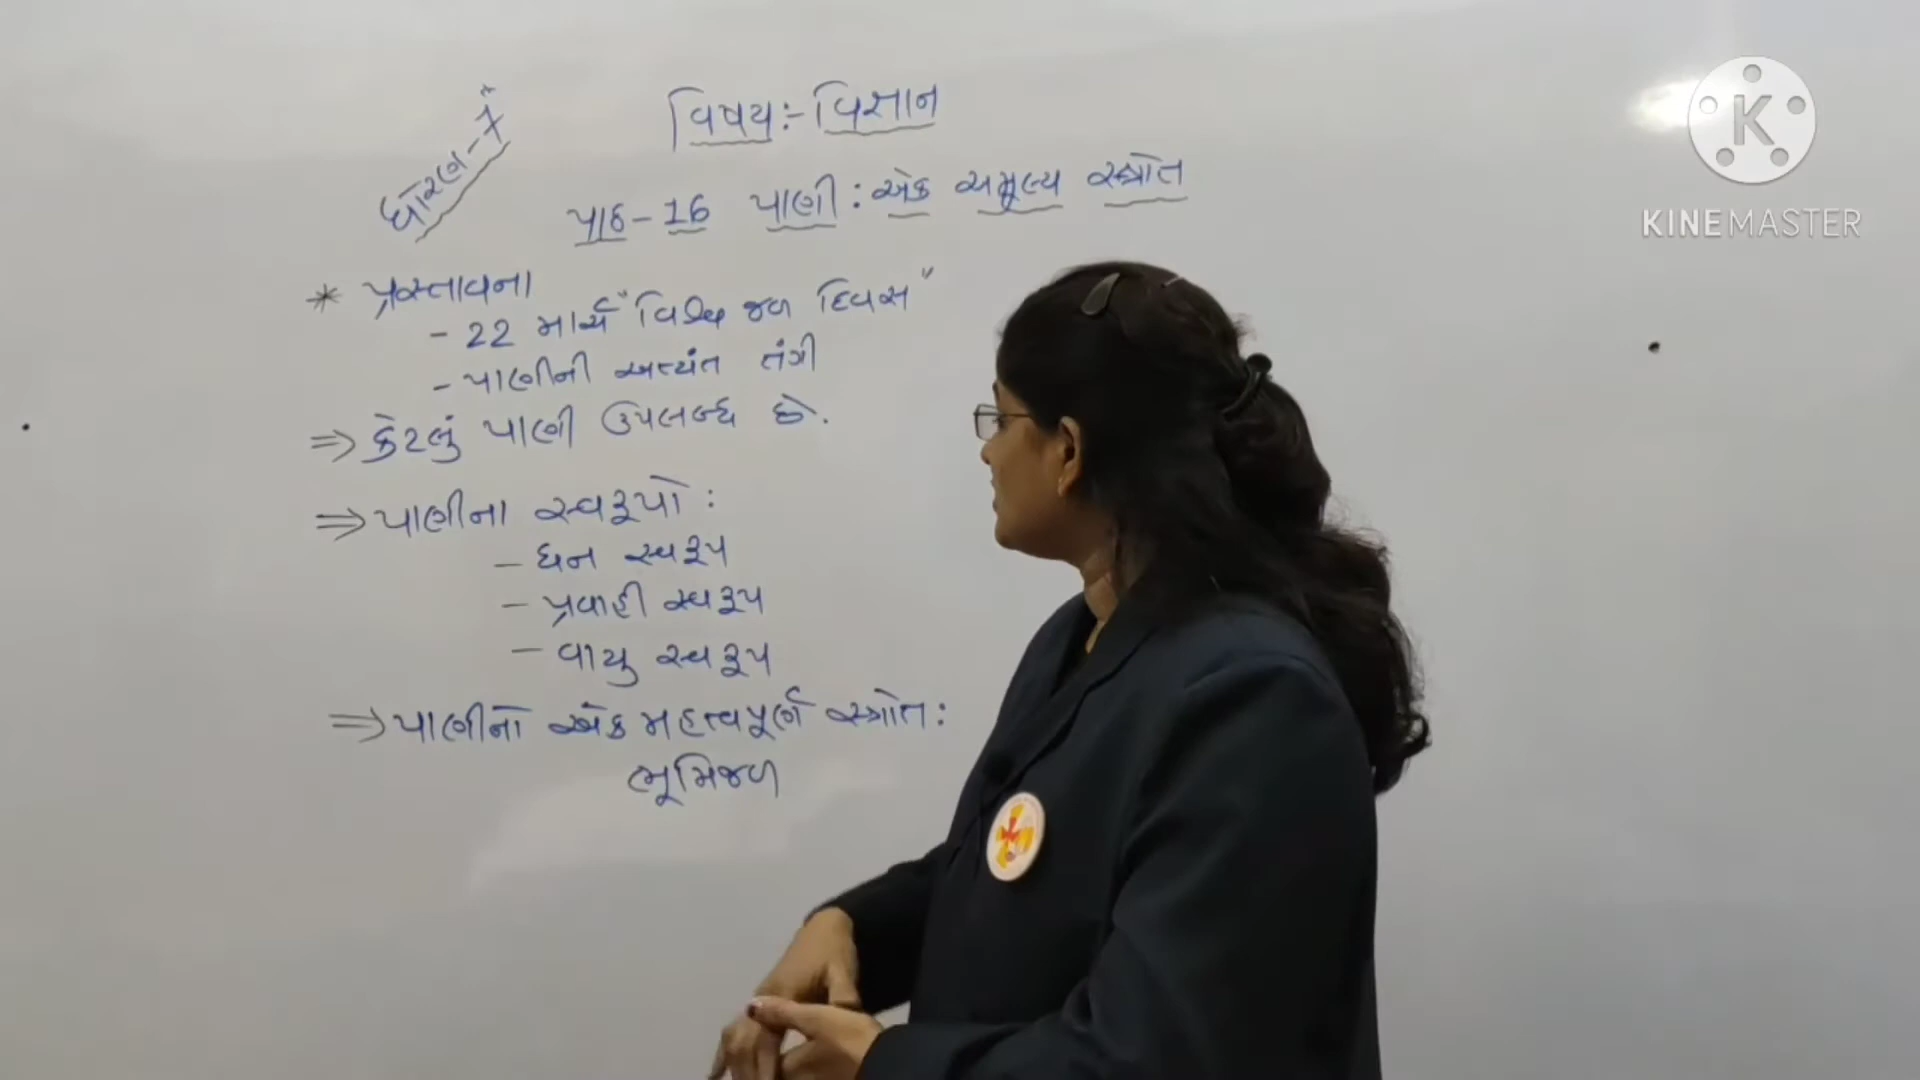 ધોરણ-7
વિષય:- વિજ્ઞાન
પાઠ-16 પાણી : એક અમૂલ્ય સ્ત્રોત
* પ્રસ્તાવના
- 22 માર્ચ "વિશ્વ જળ દિવસ"
- પાણીની અત્યંત તંગી
⇒ કેટલું પાણી ઉપલબ્ધ છે.
⇒ પાણીના સ્વરૂપો :
- ઘન સ્વરૂપ
- પ્રવાહી સ્વરૂપ
- વાયુ સ્વરૂપ
⇒ પાણીનો એક મહત્વપૂર્ણ સ્ત્રોત :
ભૂમિજળ
K
KINEMASTER